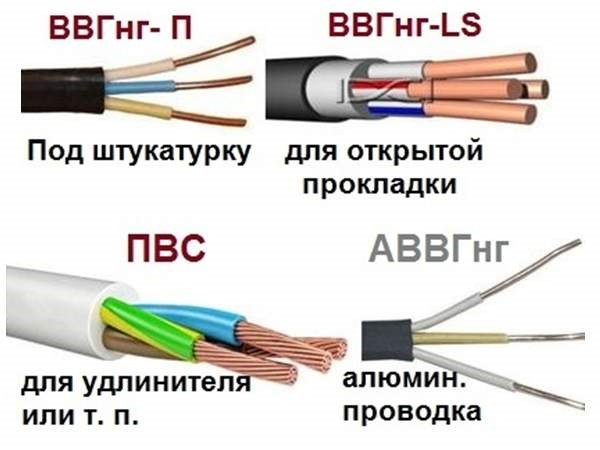 ВВГнг- П
Под штукатурку
ВВГнг-LS
для открытой
прокладки
ПВС
для удлинителя
или т. п.
АВВГнг
алюмин.
проводка